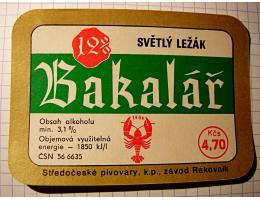 12%
SVĚTLÝ LEŽÁK
Bakalář
Obsah alkoholu
min. 3,1 %
Objemová využitelná
energie — 1850 kJ/l
ČSN 56 6635
Kčs
4,70
Středočeské pivovary, k.p., závod Rakovník